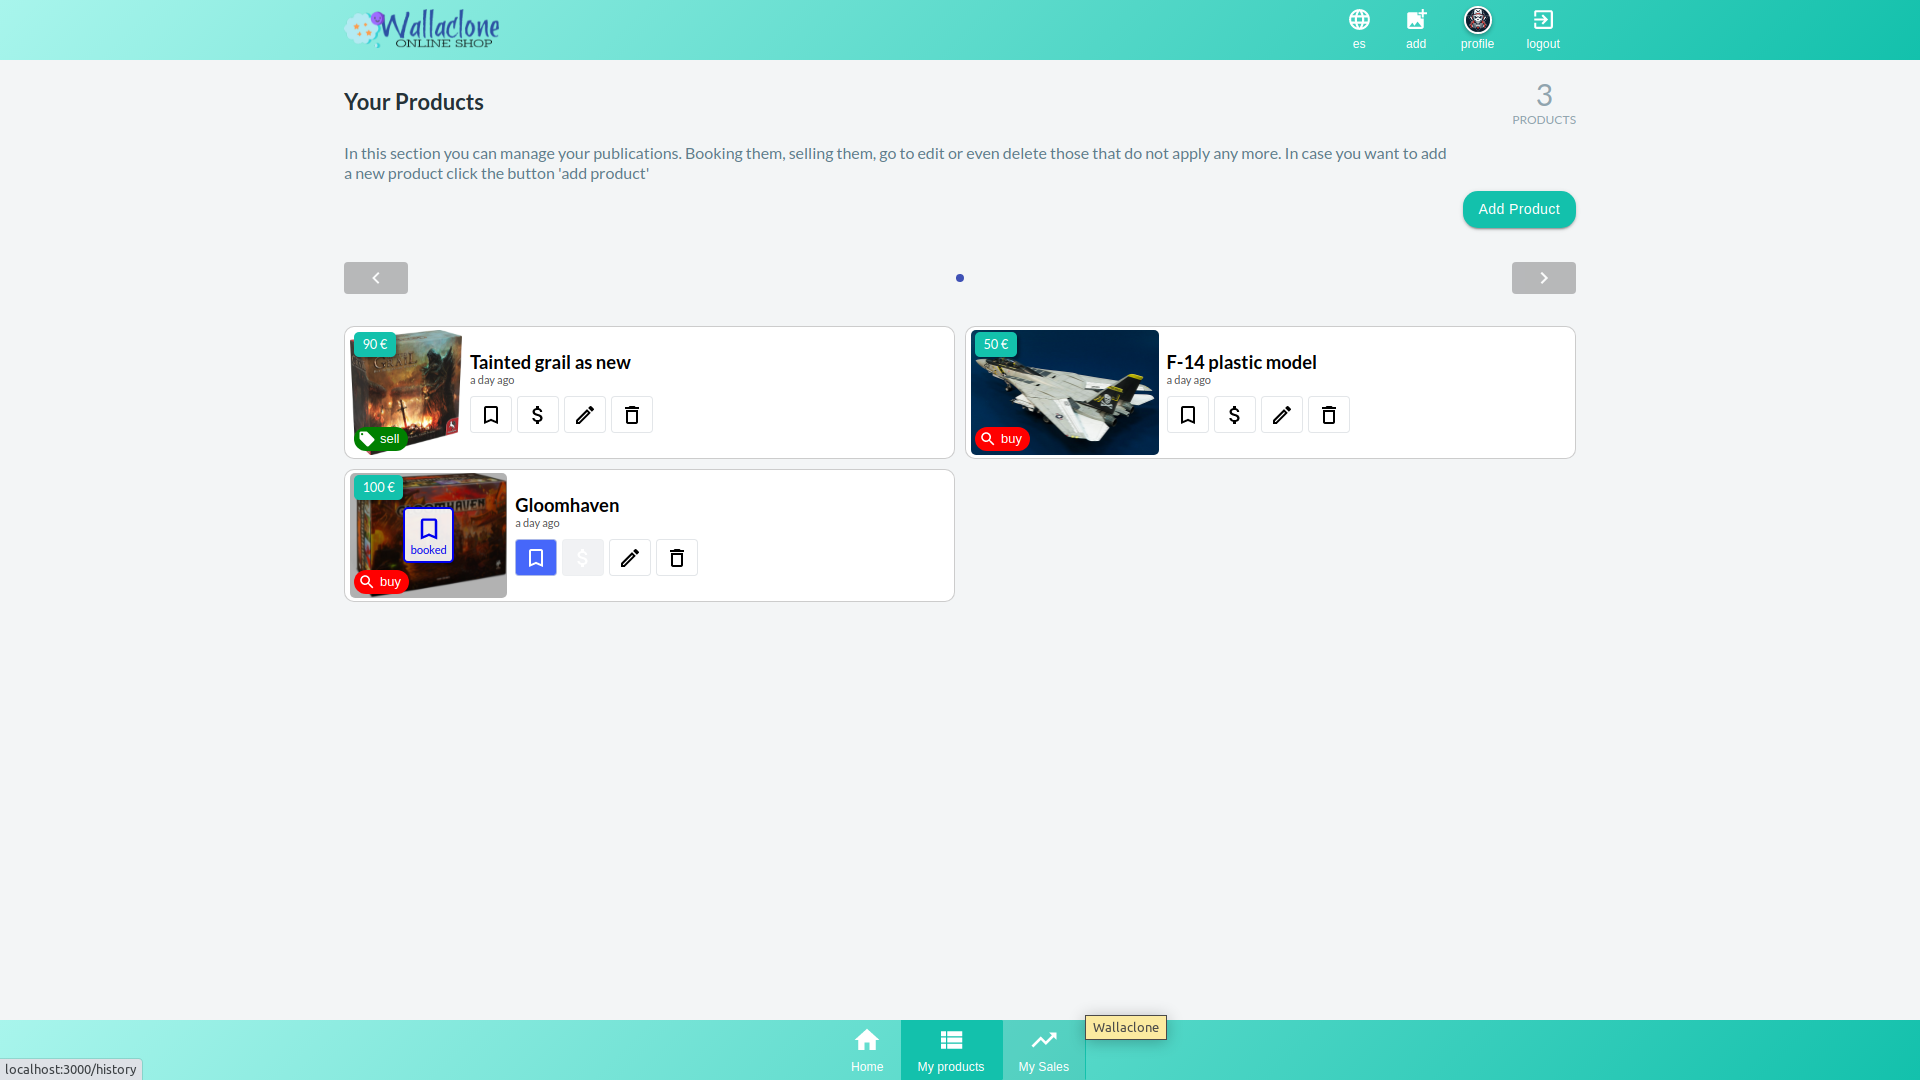 Wallaclone
ONLINE SHOP
es
add
profile
logout
Your Products
3
PRODUCTS
In this section you can manage your publications. Booking them, selling them, go to edit or even delete those that do not apply any more. In case you want to add
a new product click the button 'add product'
Add Product
90 €
GRAIL
sell
Tainted grail as new
a day ago
50 €
buy
F-14 plastic model
a day ago
100 €
GLOOMHAVEN
booked
buy
Gloomhaven
a day ago
Wallaclone
Home
My products
My Sales
localhost:3000/history